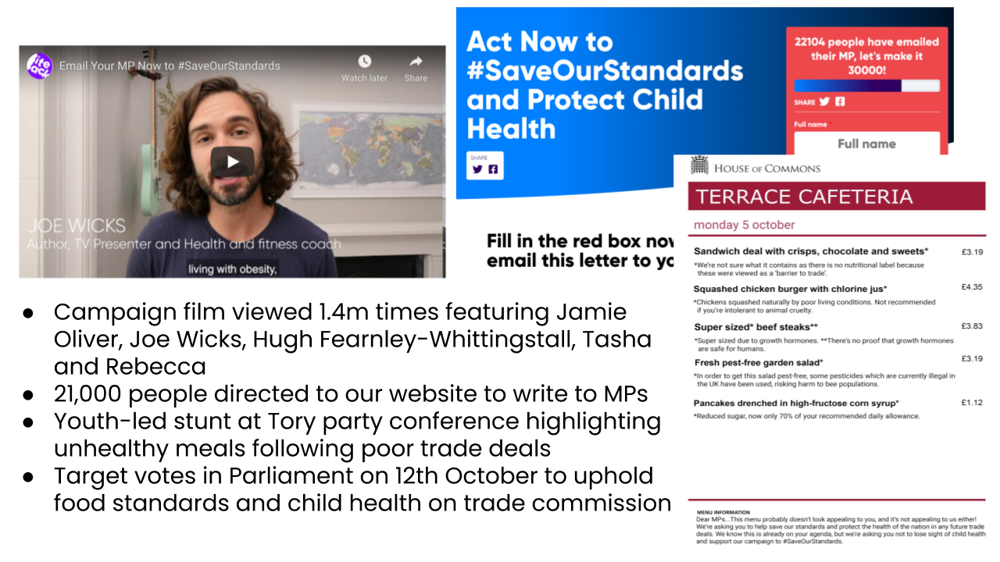 Bite
Back
Email Your MP Now to #SaveOurStandards
Watch later
Share
JOE WICKS
Author, TV Presenter and Health and fitness coach
living with obesity,
Act Now to
#SaveOurStandards
and Protect Child
Health
SHARE
22104 people have emailed
their MP, let's make it
30000!
SHARE
Full name *
Full name
Fill in the red box now
email this letter to yo
HOUSE OF COMMONS
TERRACE CAFETERIA
monday 5 october
Sandwich deal with crisps, chocolate and sweets* £3.19
*We're not sure what it contains as there is no nutritional label because
these were viewed as a 'barrier to trade'.
Squashed chicken burger with chlorine jus* £4.35
*Chickens squashed naturally by poor living conditions. Not recommended
if you're intolerant to animal cruelty.
Super sized* beef steaks** £3.83
*Super sized due to growth hormones. **There's no proof that growth hormones
are safe for humans.
Fresh pest-free garden salad* £3.19
*In order to get this salad pest-free, some pesticides which are currently illegal in
the UK have been used, risking harm to bee populations.
Pancakes drenched in high-fructose corn syrup* £1.12
*Reduced sugar, now only 70% of your recommended daily allowance.
MENU INFORMATION
Dear MPs...This menu probably doesn't look appealing to you, and it's not appealing to us either!
We're asking you to help save our standards and protect the health of the nation in any future trade
deals. We know this is already on your agenda, but we're asking you not to lose sight of child health
and support our campaign to #SaveOurStandards.
● Campaign film viewed 1.4m times featuring Jamie
Oliver, Joe Wicks, Hugh Fearnley-Whittingstall, Tasha
and Rebecca
● 21,000 people directed to our website to write to MPs
● Youth-led stunt at Tory party conference highlighting
unhealthy meals following poor trade deals
● Target votes in Parliament on 12th October to uphold
food standards and child health on trade commission